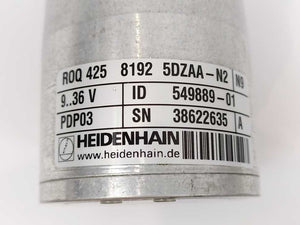 ROQ 425 8192 5DZAA-N2 N9
9..36 V ID 549889-01
PDP03 SN 38622635 A
HEIDENHAIN
www.heidenhain.de